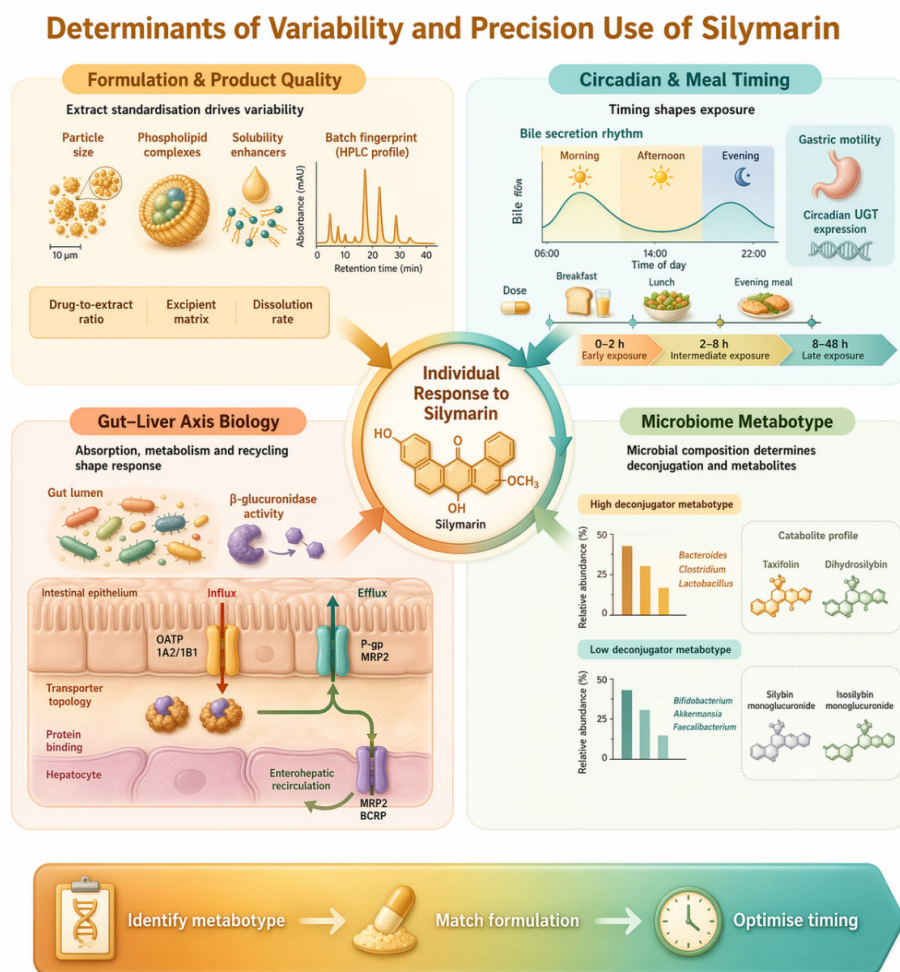 Determinants of Variability and Precision Use of Silymarin
Formulation & Product Quality
Extract standardisation drives variability
Particle
size
Phospholipid
complexes
Solubility
enhancers
Batch fingerprint
(HPLC profile)
10 µm
Absorbance (mAU)
0
10
20
30
40
Retention time (min)
Drug-to-extract
ratio
Excipient
matrix
Dissolution
rate
Circadian & Meal Timing
Timing shapes exposure
Bile secretion rhythm
Morning
Afternoon
Evening
Bile flow
06:00
14:00
22:00
Time of day
Gastric motility
Circadian UGT
expression
Dose
Breakfast
Lunch
Evening meal
0–2 h
Early exposure
2–8 h
Intermediate exposure
8–48 h
Late exposure
Individual
Response to
Silymarin
HO
O
OCH₃
OH
Silymarin
Gut–Liver Axis Biology
Absorption, metabolism and recycling
shape response
Gut lumen
β-glucuronidase
activity
Intestinal epithelium
Influx
Efflux
OATP
1A2/1B1
P-gp
MRP2
Transporter
topology
Protein
binding
Hepatocyte
Enterohepatic
recirculation
MRP2
BCRP
Microbiome Metabotype
Microbial composition determines
deconjugation and metabolites
High deconjugator metabotype
Relative abundance (%)
50
25
0
Bacteroides
Clostridium
Lactobacillus
Catabolite profile
Taxifolin
Dihydrosilybin
Low deconjugator metabotype
Relative abundance (%)
50
25
0
Bifidobacterium
Akkermansia
Faecalibacterium
Silybin
monoglucuronide
Isosilybin
monoglucuronide
Identify metabotype
Match formulation
Optimise timing